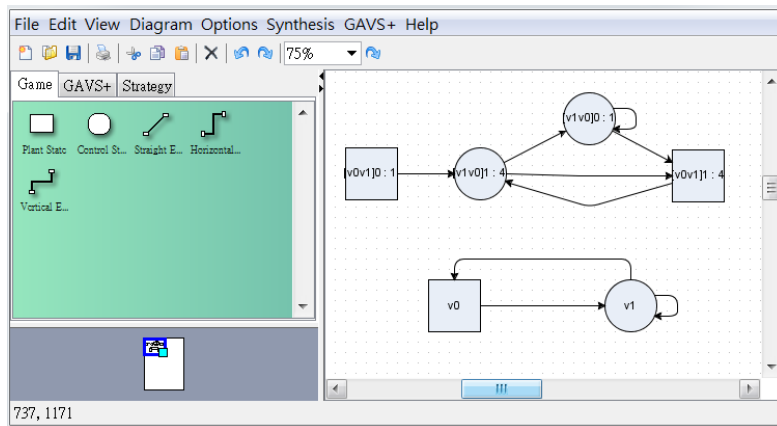 File Edit View Diagram Options Synthesis GAVS+ Help
75%
Game GAVS+ Strategy
Plant State Control St... Straight E... Horizontal...
Vertical E...
[v1v0]0 : 1
[v0v1]0 : 1
[v1v0]1 : 4
[v0v1]1 : 4
v0
v1
737, 1171